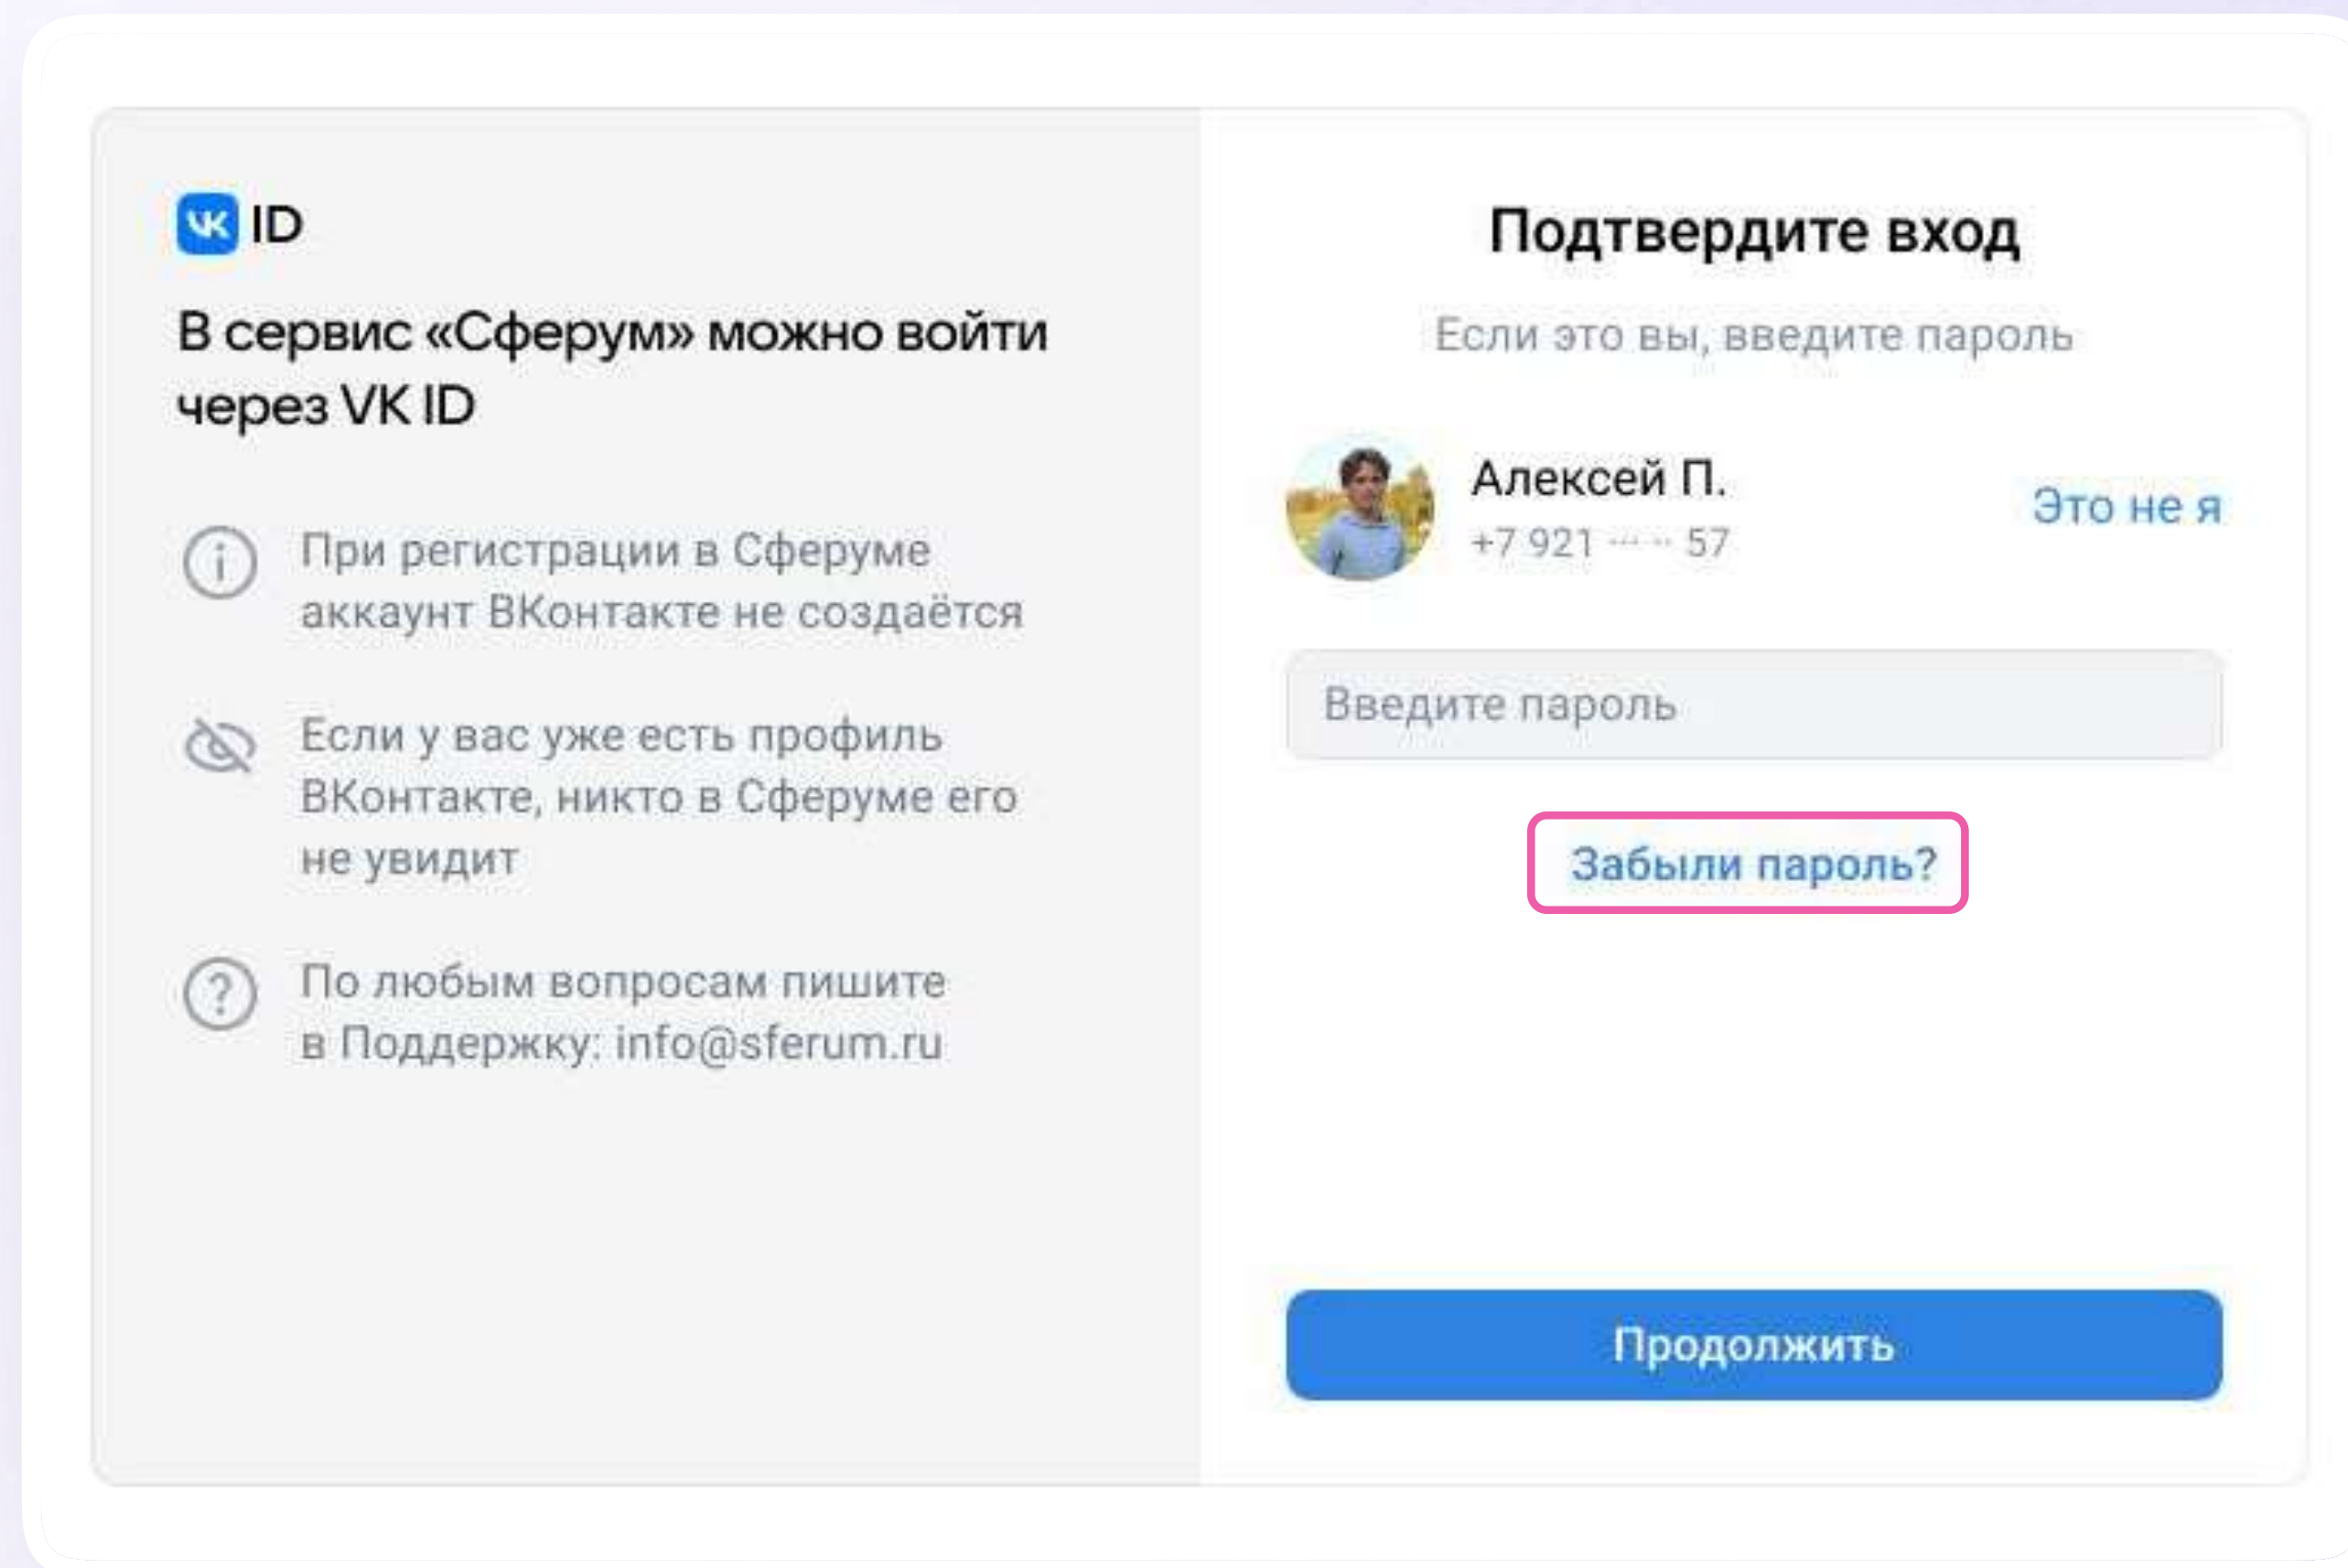 VK ID
В сервис «Сферум» можно войти
через VK ID
При регистрации в Сферуме
аккаунт ВКонтакте не создаётся
Если у вас уже есть профиль
ВКонтакте, никто в Сферуме его
не увидит
По любым вопросам пишите
в Поддержку: info@sferum.ru
Подтвердите вход
Если это вы, введите пароль
Алексей П.
+7 921 ··· ·· 57
Это не я
Введите пароль
Забыли пароль?
Продолжить